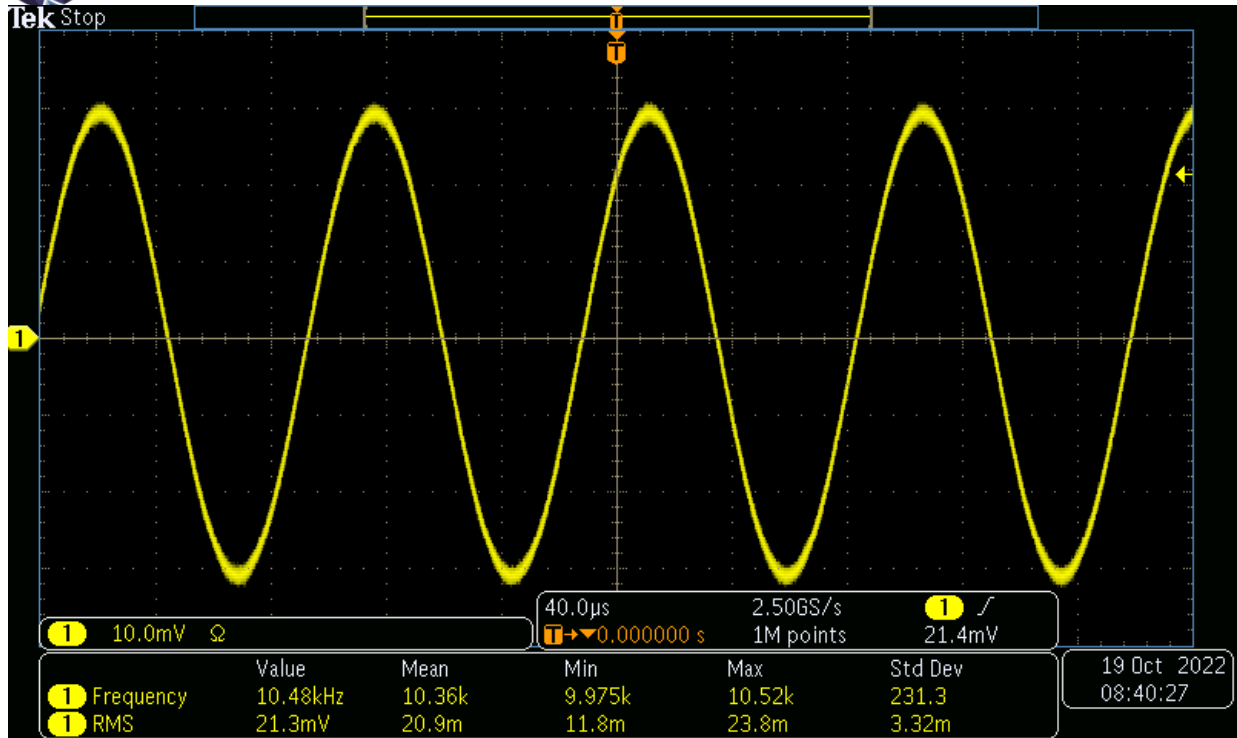 Tek Stop
T
T
1
40.0µs 2.50GS/s 1 ƒ
1 10.0mV Ω T→▼0.000000 s 1M points 21.4mV
Value Mean Min Max Std Dev
1 Frequency 10.48kHz 10.36k 9.975k 10.52k 231.3
1 RMS 21.3mV 20.9m 11.8m 23.8m 3.32m
19 Oct 2022
08:40:27